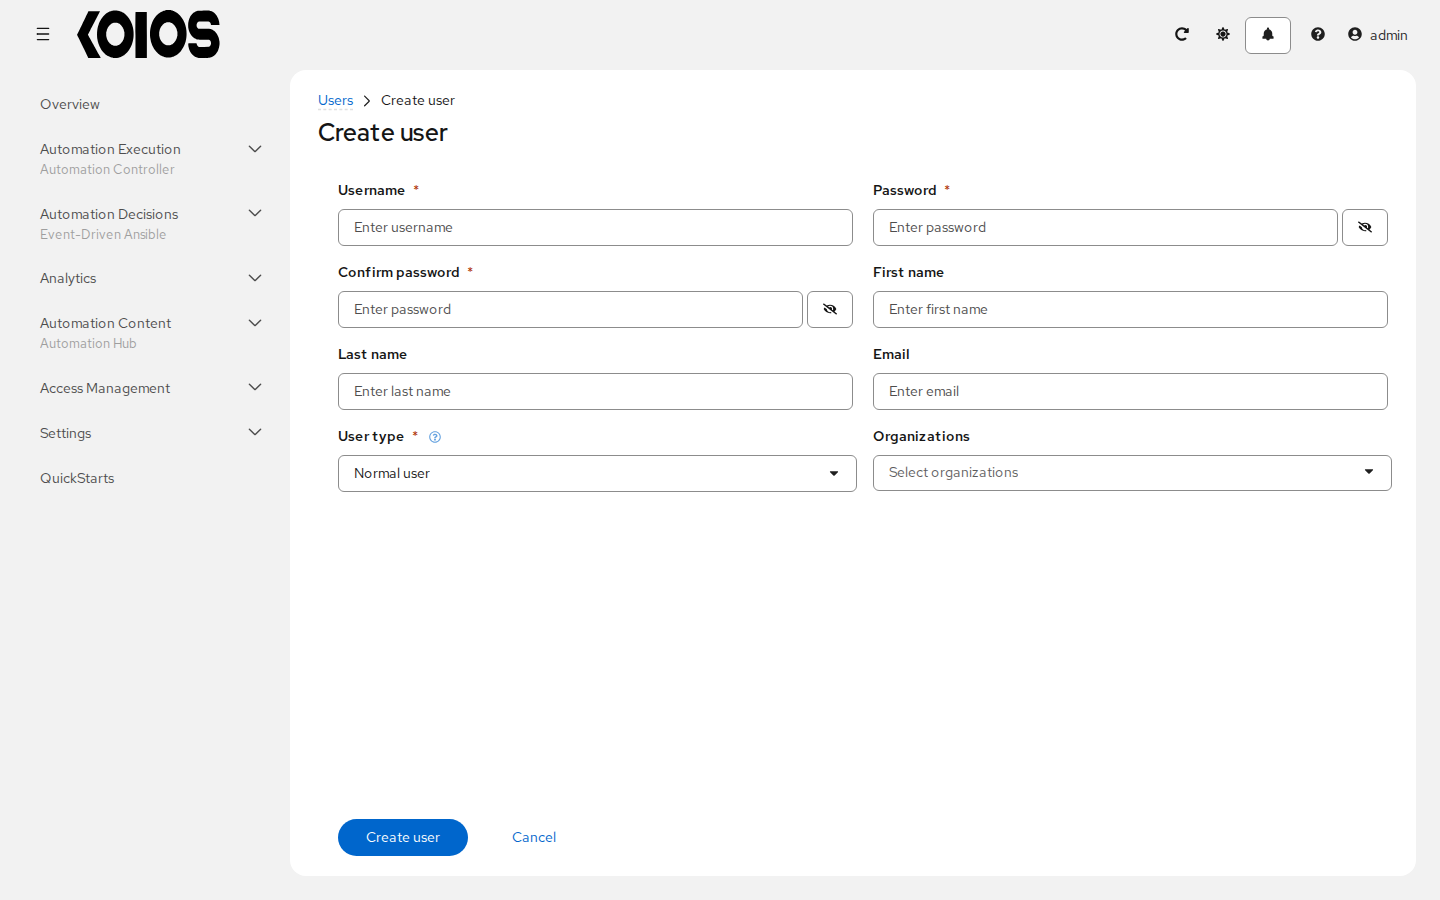 KOIOS
admin
Overview
Automation Execution
Automation Controller
Automation Decisions
Event-Driven Ansible
Analytics
Automation Content
Automation Hub
Access Management
Settings
QuickStarts
Users > Create user
Create user
Username *
Enter username
Password *
Enter password
Confirm password *
Enter password
First name
Enter first name
Last name
Enter last name
Email
Enter email
User type *
Normal user
Organizations
Select organizations
Create user
Cancel